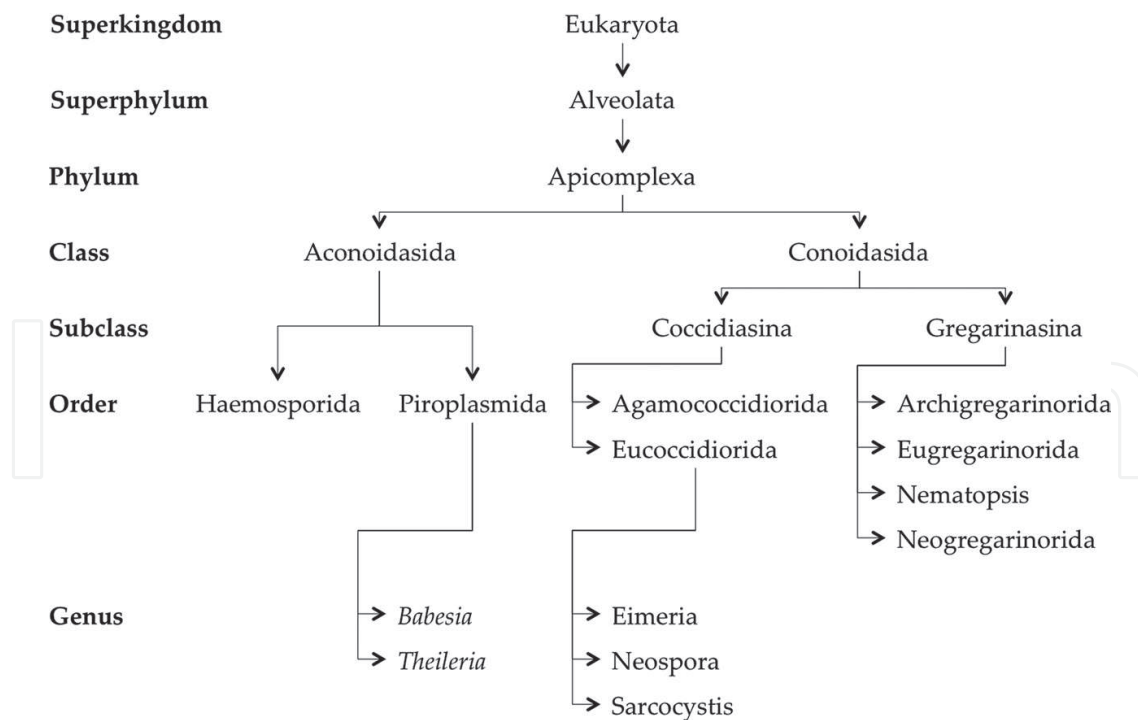 Superkingdom Eukaryota
Superphylum Alveolata
Phylum Apicomplexa
Class Aconoidasida Conoidasida
Subclass Coccidiasina Gregarinasina
Order Haemosporida Piroplasmida Agamococcidiorida Archigregarinorida
Eucoccidiorida Eugregarinorida
Nematopsis
Neogregarinorida
Genus Babesia Eimeria
Theileria Neospora
Sarcocystis